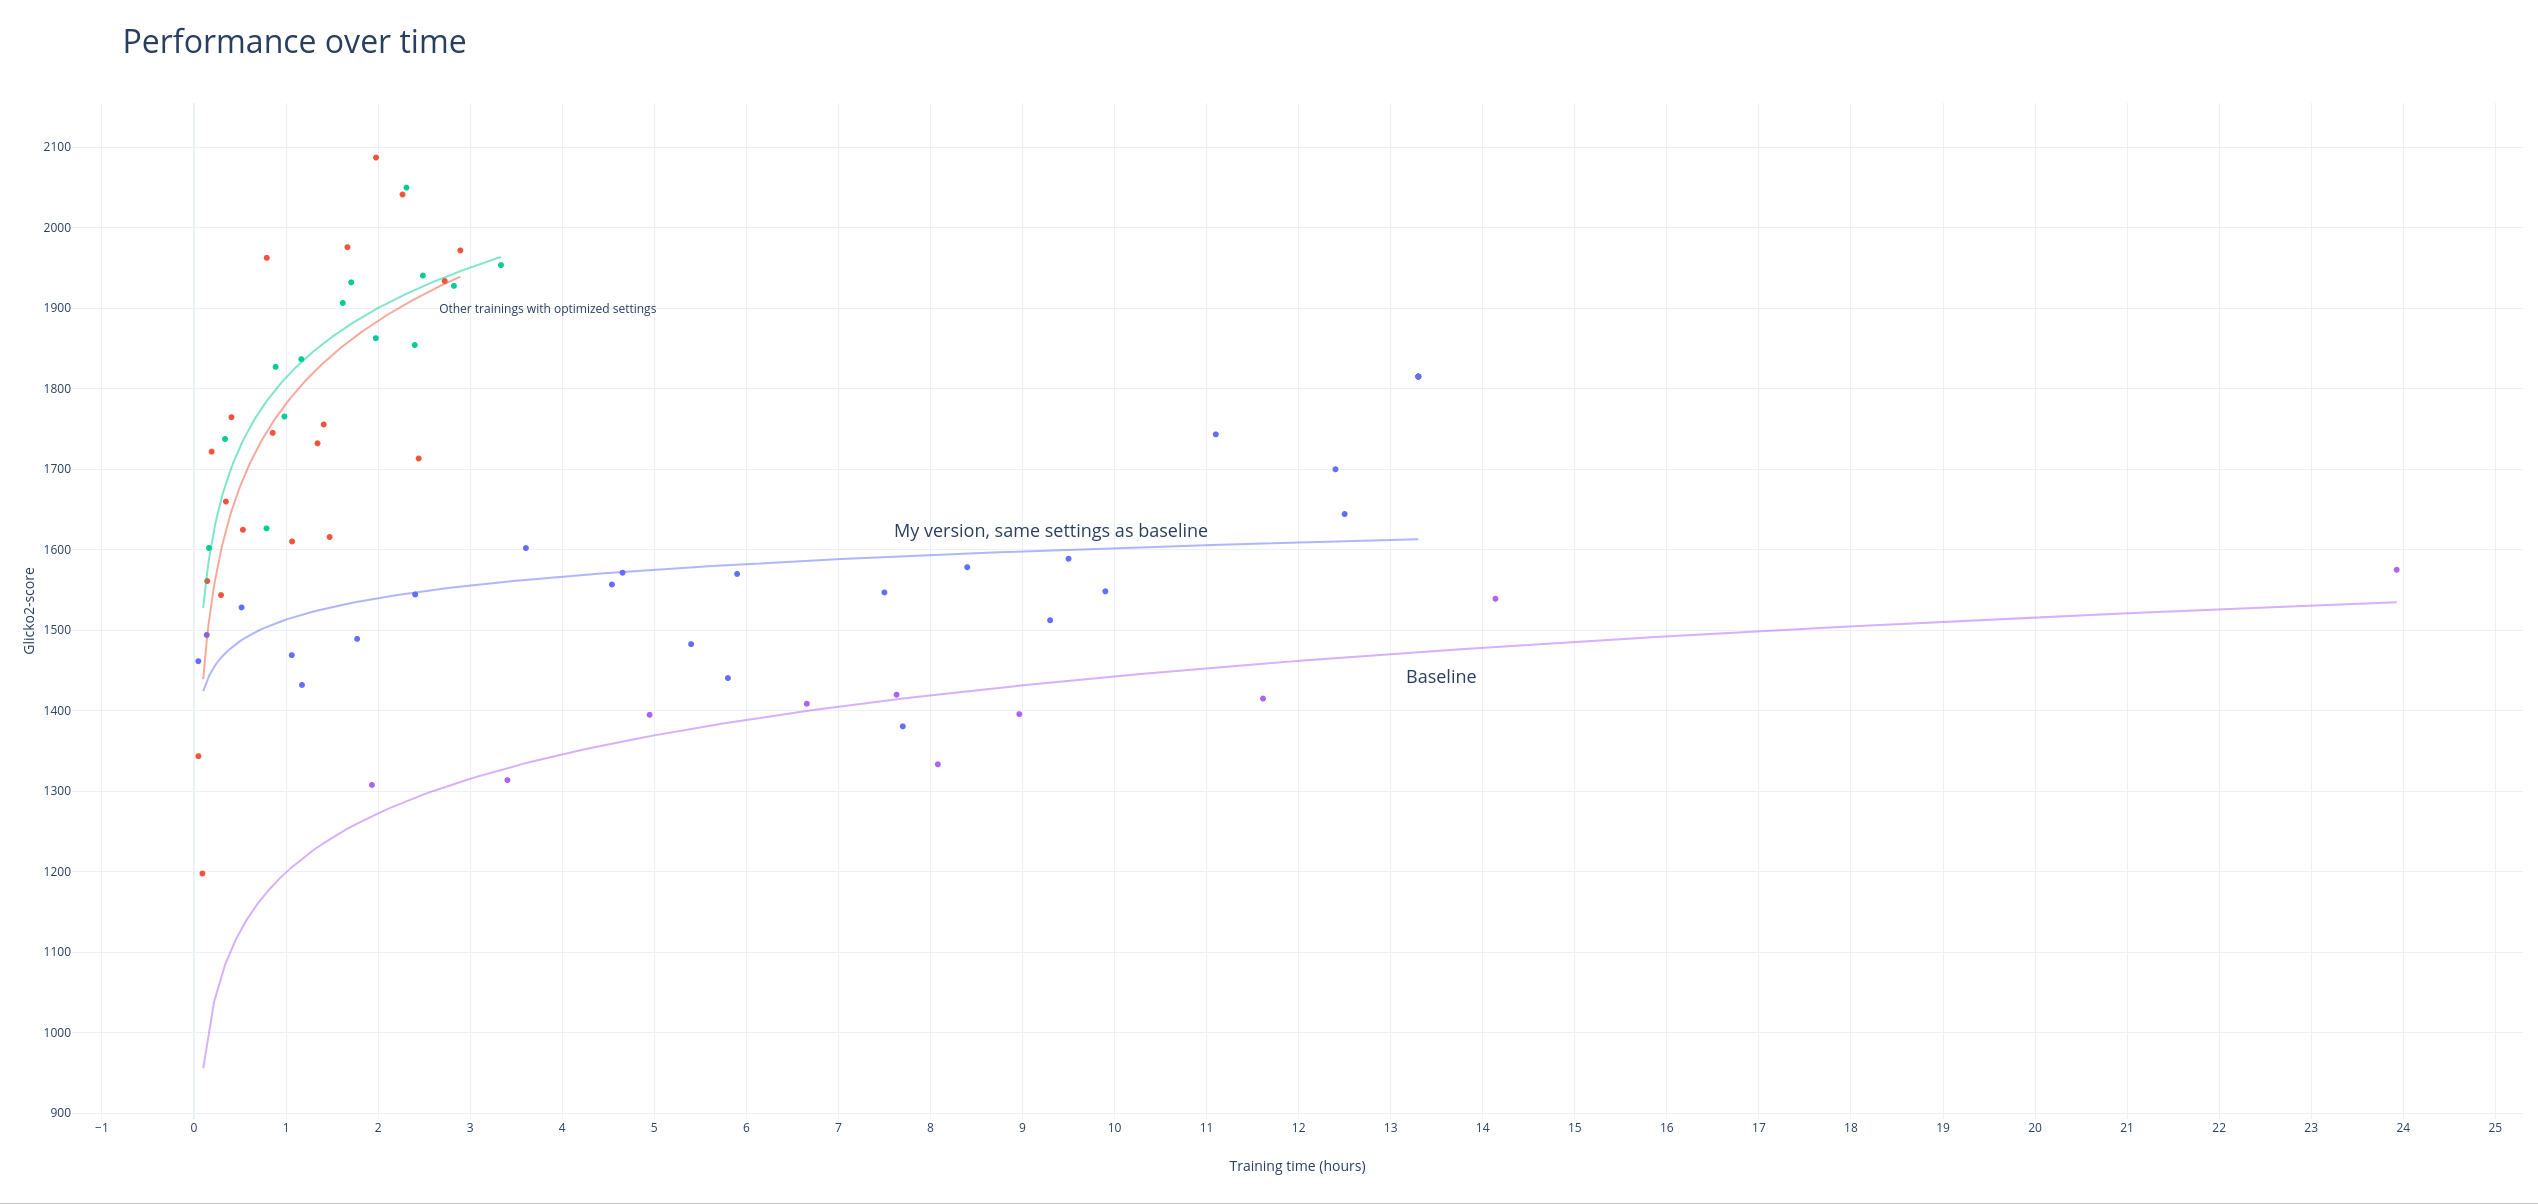 Performance over time
2100
2000
1900
1800
1700
1600
1500
1400
1300
1200
1100
1000
900
Glicko2-score
Other trainings with optimized settings
My version, same settings as baseline
Baseline
−1 0 1 2 3 4 5 6 7 8 9 10 11 12 13 14 15 16 17 18 19 20 21 22 23 24 25
Training time (hours)